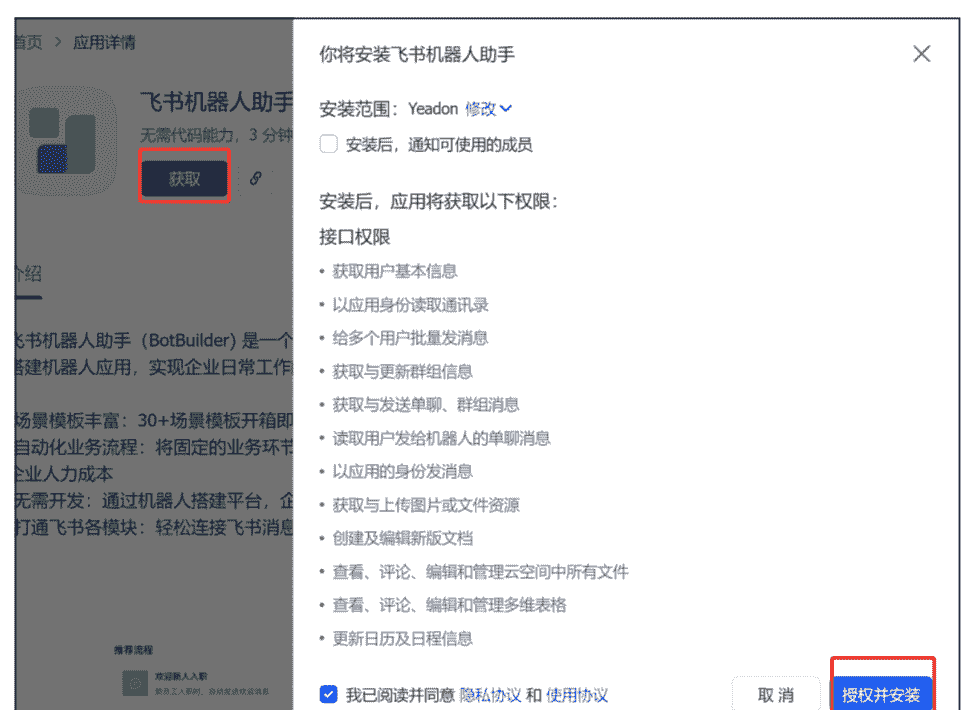 首页 > 应用详情
飞书机器人助手
无需代码能力，3 分钟
获取
介绍
飞书机器人助手（BotBuilder) 是一个
搭建机器人应用，实现企业日常工作
场景模板丰富：30+场景模板开箱即
自动化业务流程：将固定的业务环节
企业人力成本
无需开发：通过机器人搭建平台，企
打通飞书各模块：轻松连接飞书消息
推荐流程
欢迎新人入职
新员工入职时，自动发送欢迎消息
你将安装飞书机器人助手
安装范围： Yeadon 修改
安装后，通知可使用的成员
安装后，应用将获取以下权限：
接口权限
• 获取用户基本信息
• 以应用身份读取通讯录
• 给多个用户批量发消息
• 获取与更新群组信息
• 获取与发送单聊、群组消息
• 读取用户发给机器人的单聊消息
• 以应用的身份发消息
• 获取与上传图片或文件资源
• 创建及编辑新版文档
• 查看、评论、编辑和管理云空间中所有文件
• 查看、评论、编辑和管理多维表格
• 更新日历及日程信息
我已阅读并同意 隐私协议 和 使用协议
取消
授权并安装